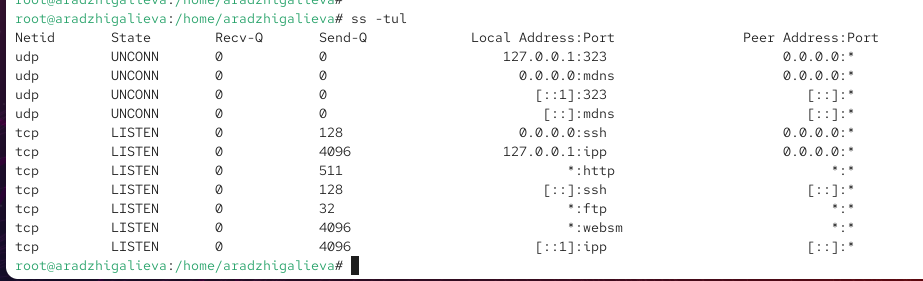 root@aradzhigalieva:/home/aradzhigalieva#
root@aradzhigalieva:/home/aradzhigalieva# ss -tul
Netid State Recv-Q Send-Q Local Address:Port Peer Address:Port
udp UNCONN 0 0 127.0.0.1:323 0.0.0.0:*
udp UNCONN 0 0 0.0.0.0:mdns 0.0.0.0:*
udp UNCONN 0 0 [::1]:323 [::]:*
udp UNCONN 0 0 [::]:mdns [::]:*
tcp LISTEN 0 128 0.0.0.0:ssh 0.0.0.0:*
tcp LISTEN 0 4096 127.0.0.1:ipp 0.0.0.0:*
tcp LISTEN 0 511 *:http *:*
tcp LISTEN 0 128 [::]:ssh [::]:*
tcp LISTEN 0 32 *:ftp *:*
tcp LISTEN 0 4096 *:websm *:*
tcp LISTEN 0 4096 [::1]:ipp [::]:*
root@aradzhigalieva:/home/aradzhigalieva#